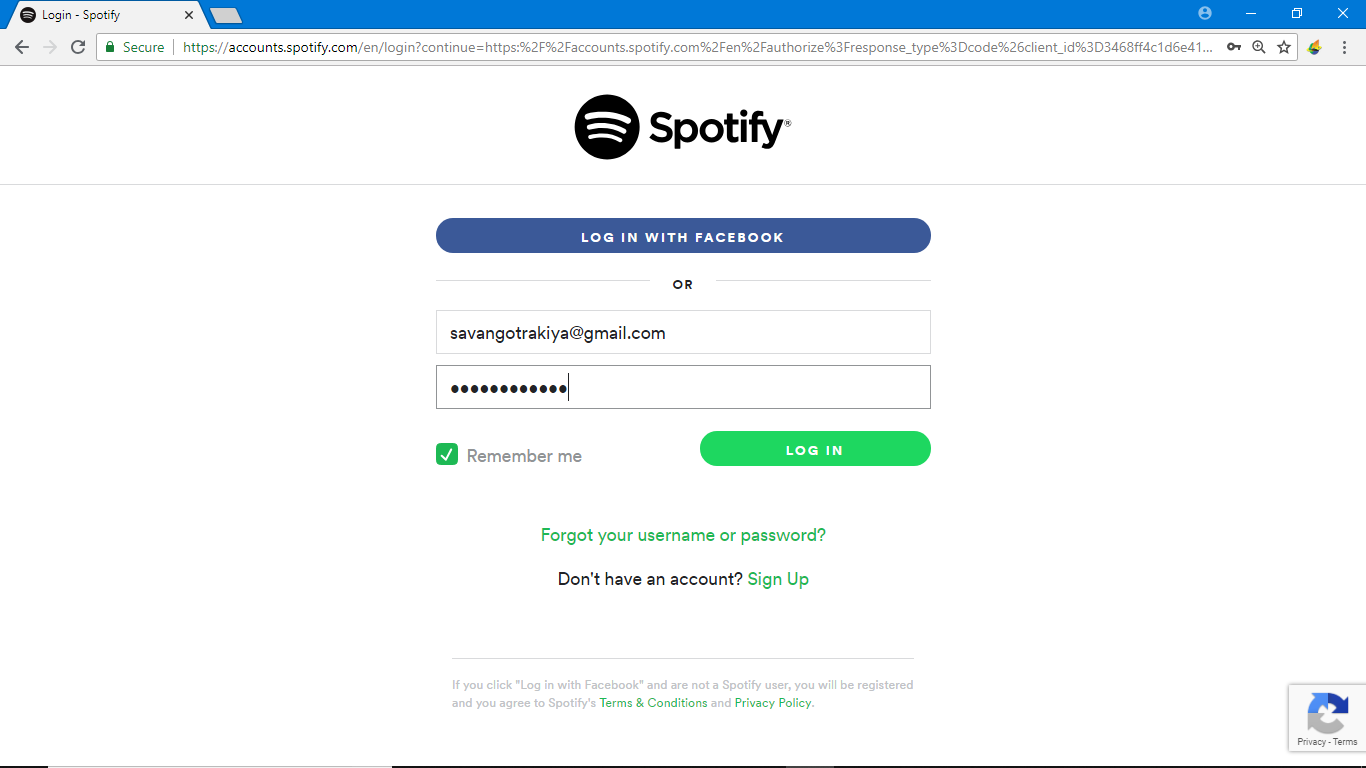 Login - Spotify
Secure
https://accounts.spotify.com/en/login?continue=https:%2F%2Faccounts.spotify.com%2Fen%2Fauthorize%3Fresponse_type%3Dcode%26client_id%3D3468ff4c1d6e41...
Spotify®
LOG IN WITH FACEBOOK
OR
savangotrakiya@gmail.com
••••••••••••
Remember me
LOG IN
Forgot your username or password?
Don't have an account? Sign Up
If you click "Log in with Facebook" and are not a Spotify user, you will be registered
and you agree to Spotify's Terms & Conditions and Privacy Policy.
Privacy - Terms